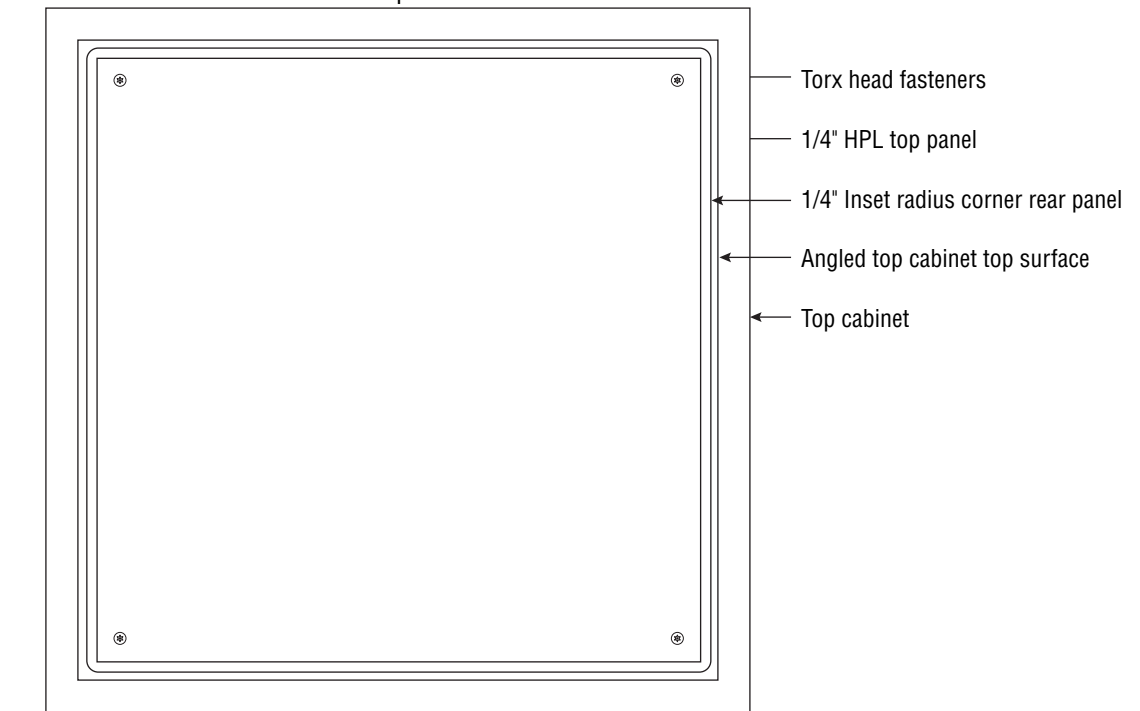 Torx head fasteners
1/4" HPL top panel
1/4" Inset radius corner rear panel
Angled top cabinet top surface
Top cabinet